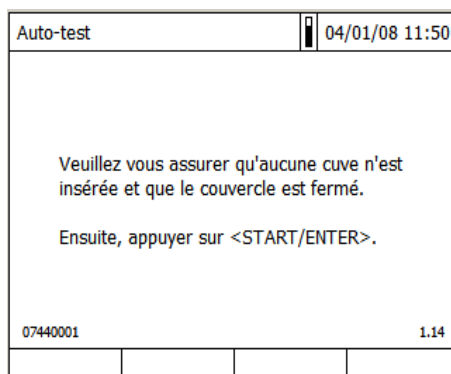 Auto-test 04/01/08 11:50
Veuillez vous assurer qu'aucune cuve n'est
insérée et que le couvercle est fermé.
Ensuite, appuyer sur <START/ENTER>.
07440001 1.14